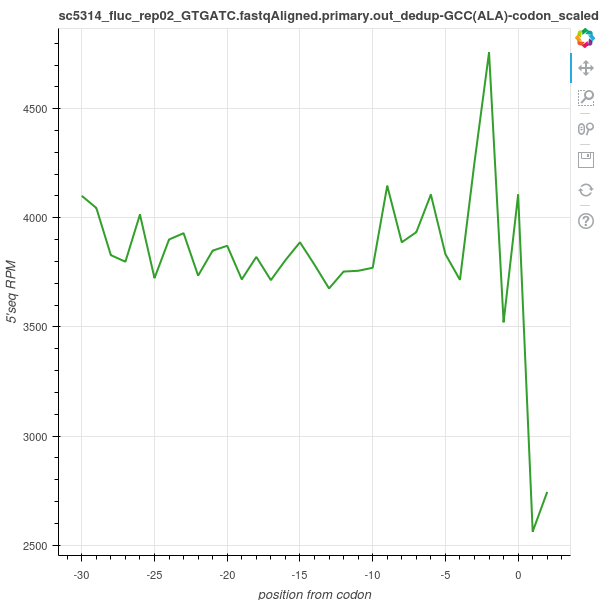 sc5314_fluc_rep02_GTGATC.fastqAligned.primary.out_dedup-GCC(ALA)-codon_scaled
4500
4000
3500
3000
2500
5'seq RPM
-30 -25 -20 -15 -10 -5 0
position from codon